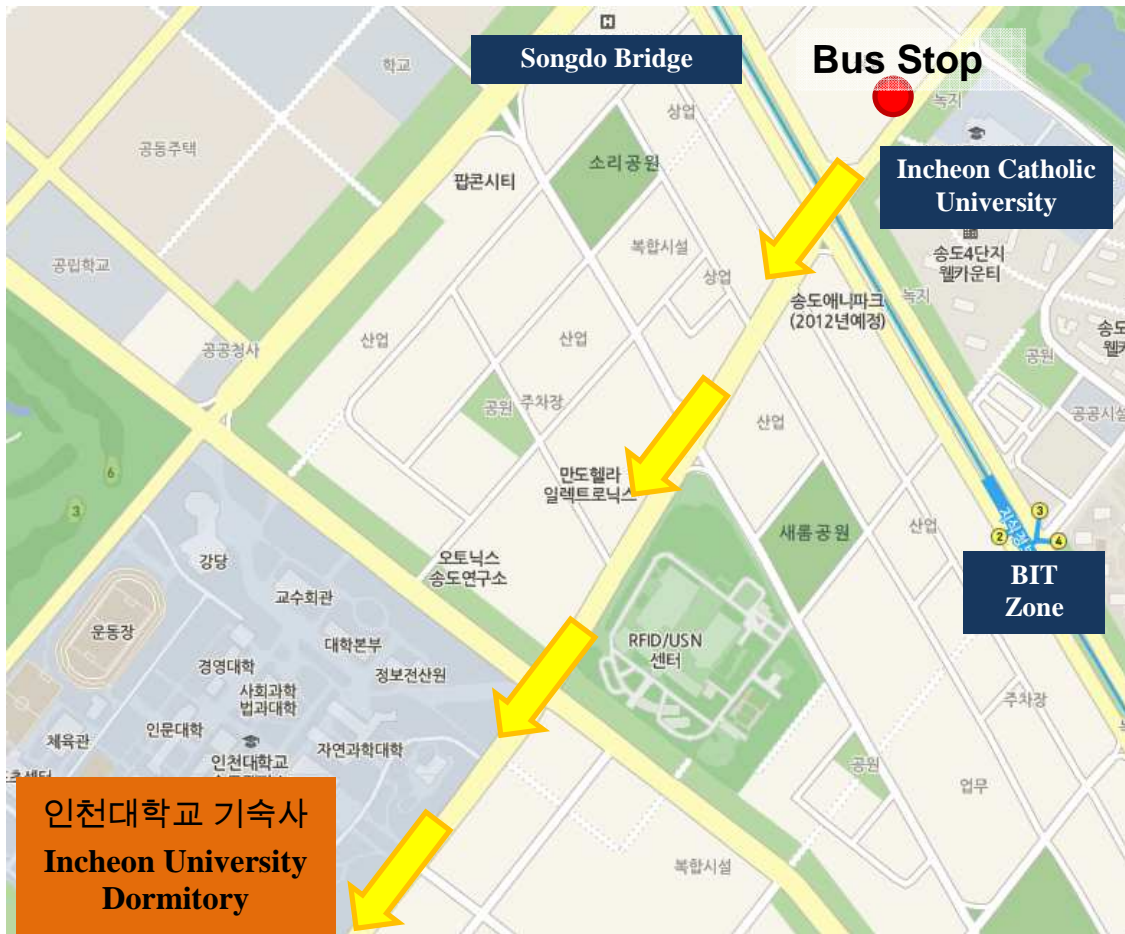 Songdo Bridge
Bus Stop
학교
상업
녹지
공동주택
소리공원
팝콘시티
Incheon Catholic
University
복합시설
송도4단지
웰카운티
공립학교
상업
녹지
송도애니파크
(2012년예정)
송도
공원
공공청사
산업
산업
공원
주차장
산업
공공시설
6
3
만도헬라
일렉트로닉스
새롬공원
산업
3
2
4
강당
오토닉스
송도연구소
BIT
Zone
교수회관
운동장
대학본부
RFID/USN
센터
경영대학
정보전산원
사회과학
법과대학
주차장
인문대학
체육관
자연과학대학
인천대학교
공원
업무
인천대학교 기숙사
Incheon University
Dormitory
복합시설